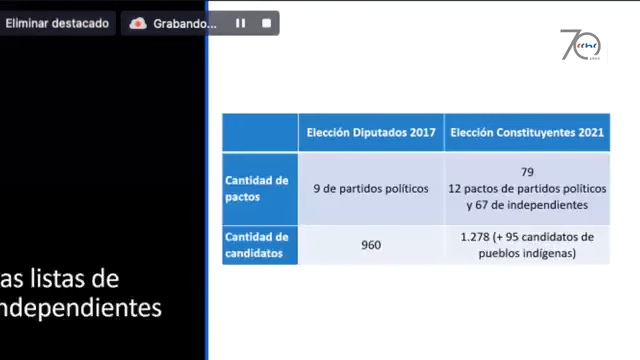 Eliminar destacado
Grabando...
70
Elección Diputados 2017
Elección Constituyentes 2021
Cantidad de
pactos
9 de partidos políticos
79
12 pactos de partidos políticos
y 67 de independientes
Cantidad de
candidatos
960
1.278 (+ 95 candidatos de
pueblos indígenas)
as listas de
ndependientes